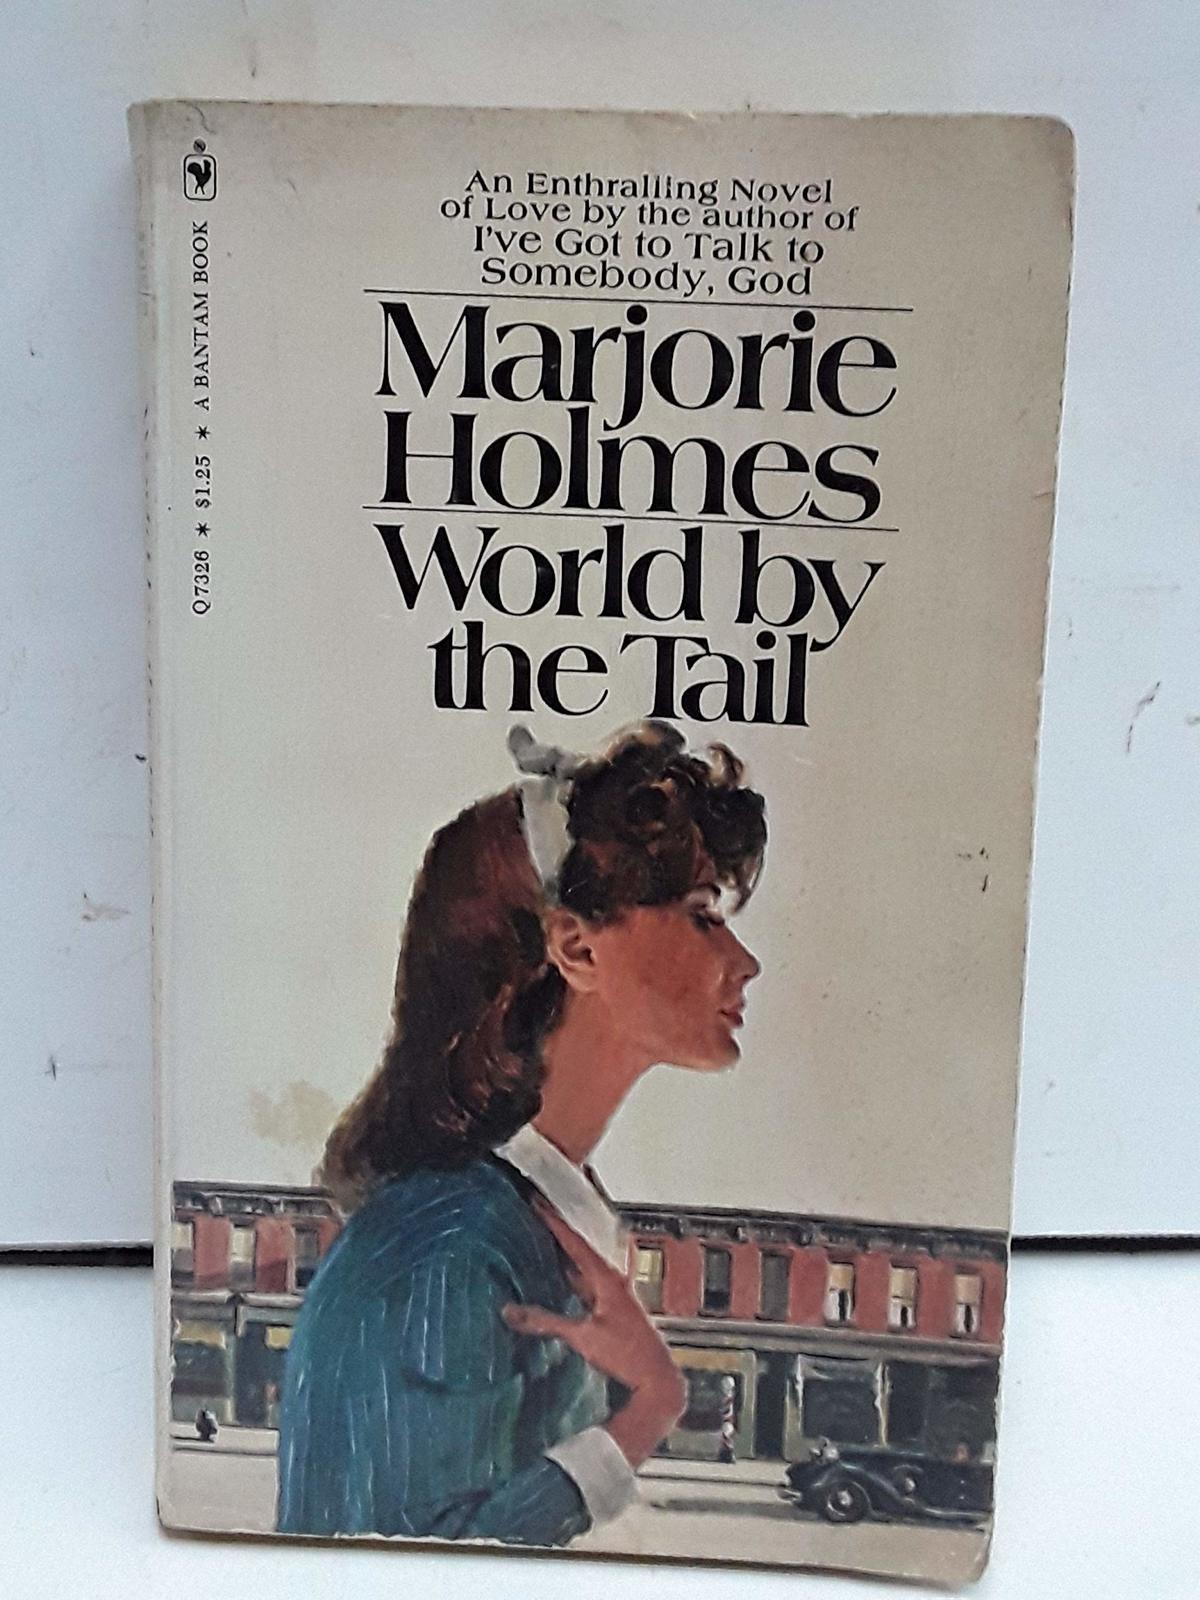 An Enthralling Novel
of Love by the author of
I've Got to Talk to
Somebody, God
Marjorie
Holmes
World by
the Tail
Q7326 * $1.25 * A BANTAM BOOK